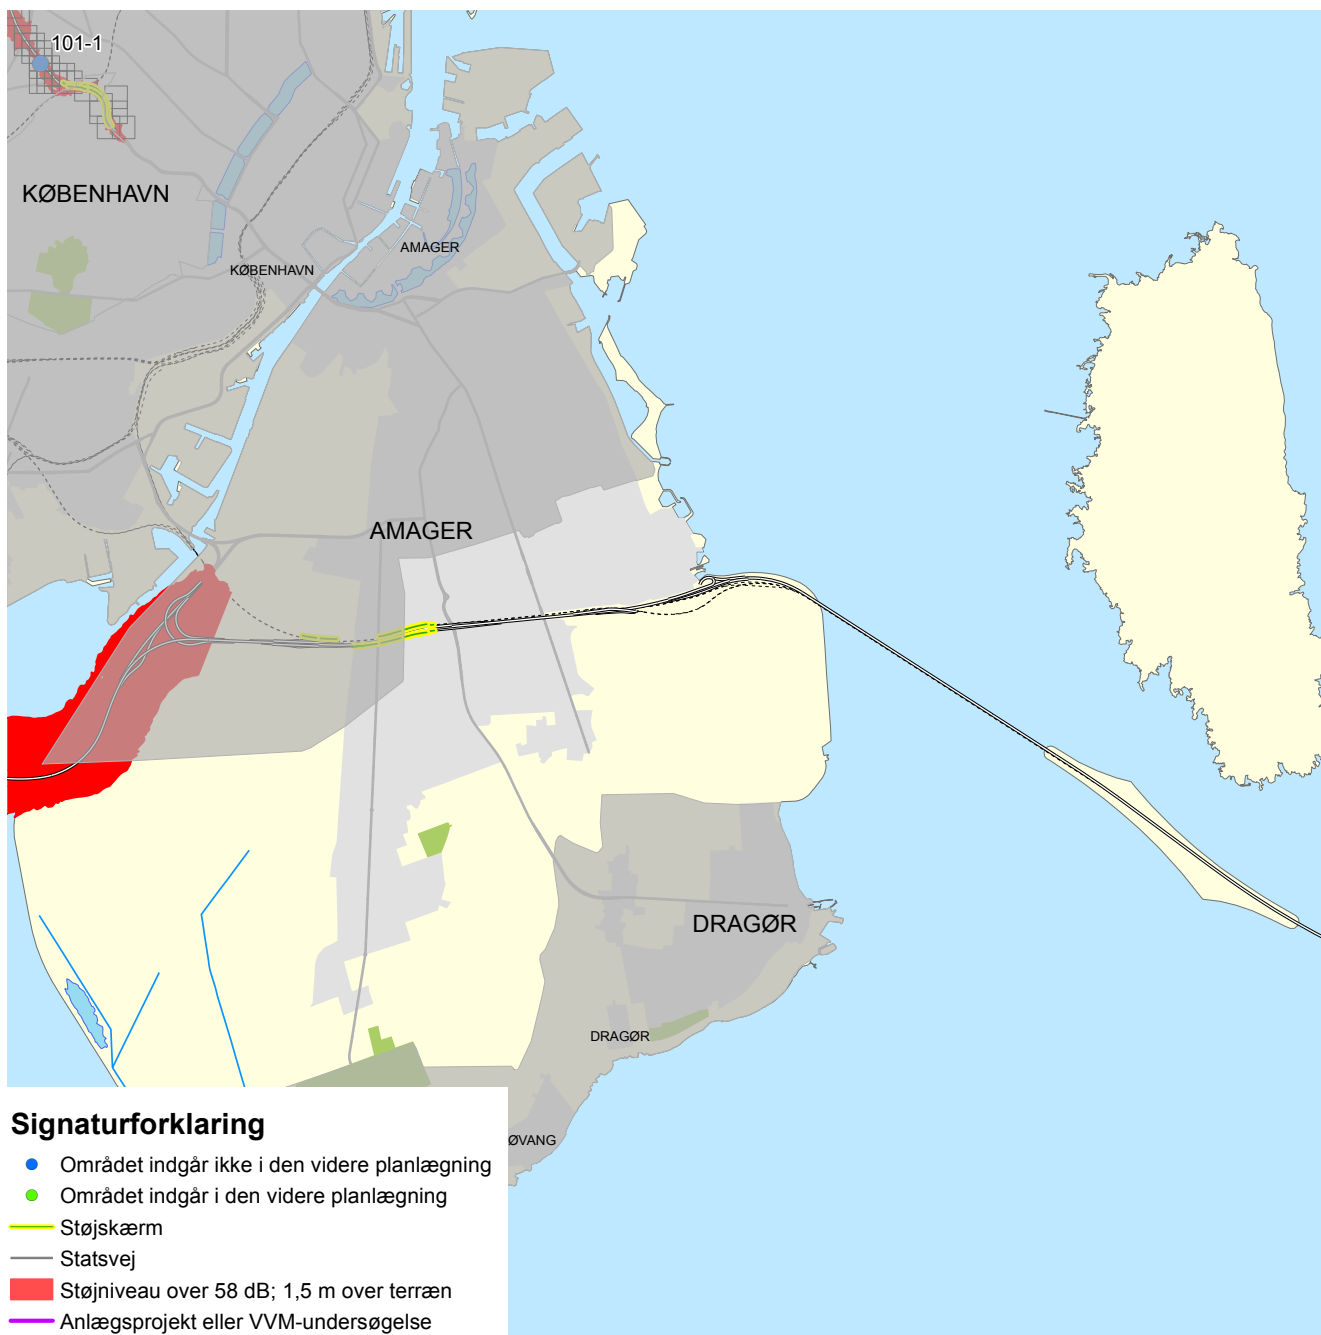 101-1
KØBENHAVN
AMAGER
KØBENHAVN
AMAGER
DRAGØR
DRAGØR
ØVANG
Signaturforklaring
Området indgår ikke i den videre planlægning
Området indgår i den videre planlægning
Støjskærm
Statsvej
Støjniveau over 58 dB; 1,5 m over terræn
Anlægsprojekt eller VVM-undersøgelse